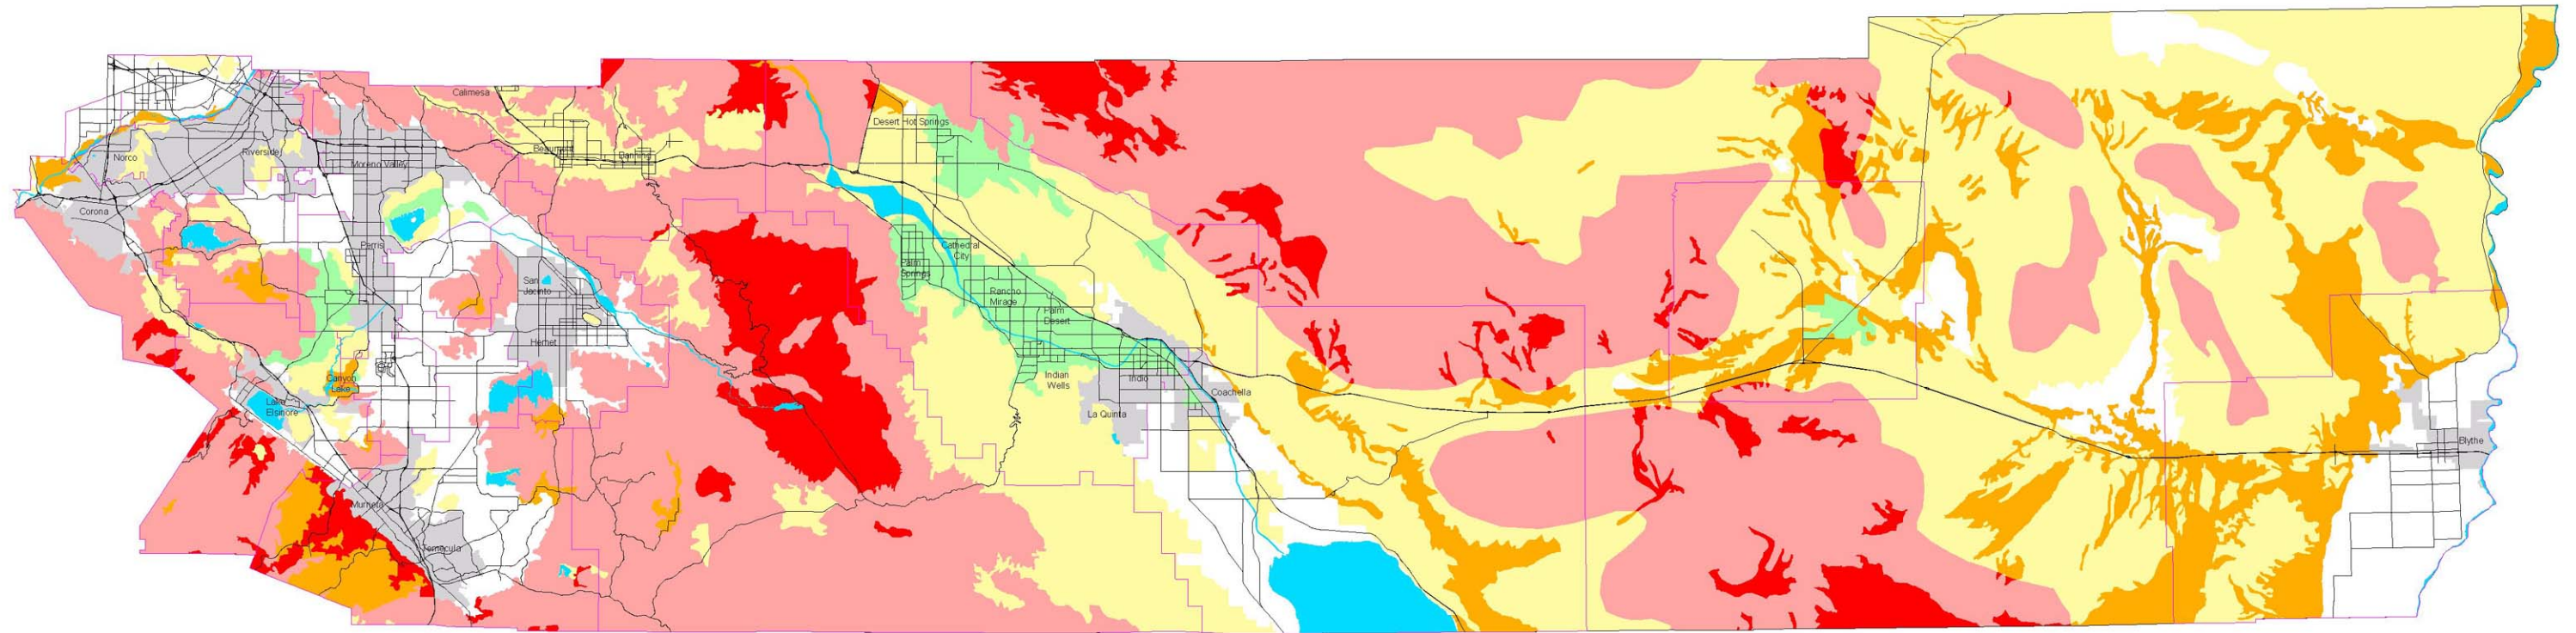 Calimesa
Desert Hot Springs
Norco
Riverside
Moreno Valley
Beaumont
Banning
Corona
Perris
Cathedral
City
Palm
Springs
San
Jacinto
Rancho
Mirage
Palm
Desert
Hemet
Canyon
Lake
Indian
Wells
Indio
Coachella
Lake
Elsinore
La Quinta
Blythe
Murrieta
Temecula